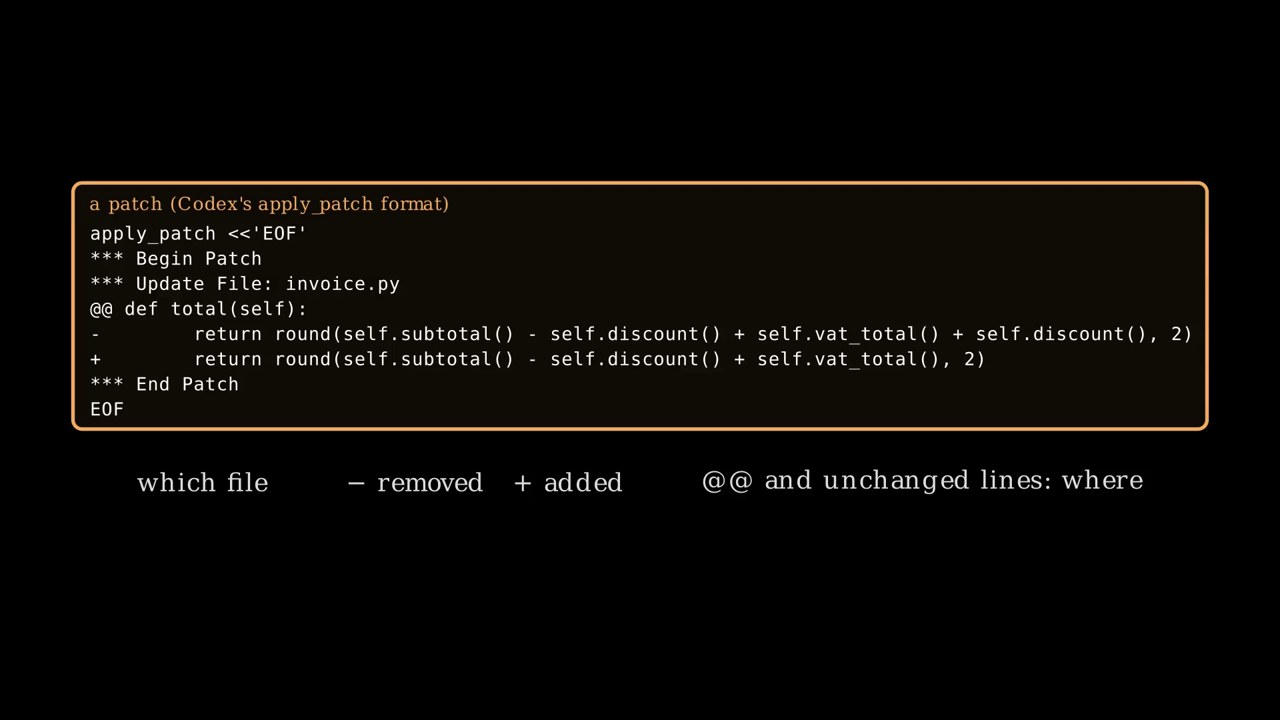 a patch (Codex's apply_patch format)
apply_patch <<'EOF'
*** Begin Patch
*** Update File: invoice.py
@@ def total(self):
-        return round(self.subtotal() - self.discount() + self.vat_total() + self.discount(), 2)
+        return round(self.subtotal() - self.discount() + self.vat_total(), 2)
*** End Patch
EOF
which file − removed + added @@ and unchanged lines: where